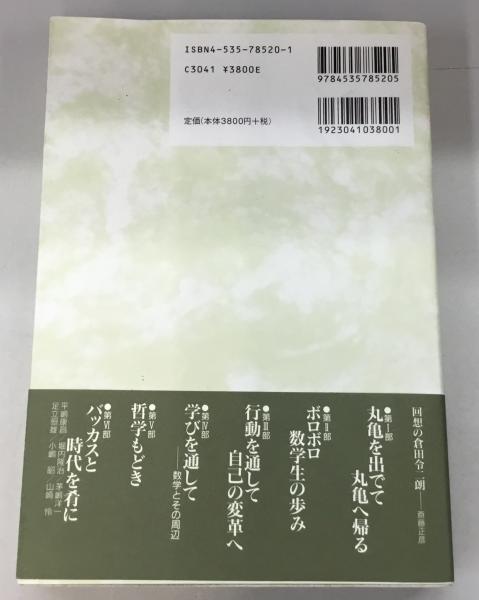 ISBN4-535-78520-1
C3041 ¥3800E
定価(本体3800円+税)
9784535785205
1923041038001
回想の倉田令二朗——斎藤正彦
●第Ⅰ部
丸亀を出でて
丸亀へ帰る
●第Ⅱ部
ボロボロ
数学生の歩み
●第Ⅲ部
行動を通して
自己の変革へ
●第Ⅳ部
学びを通して
——数学とその周辺
●第Ⅴ部
哲学もどき
●第Ⅵ部
バッカスと
時代を肴に
平嶋康昌/堀内隆治/茅嶋洋一
足立恒雄/小嶋 昭/山崎 怜